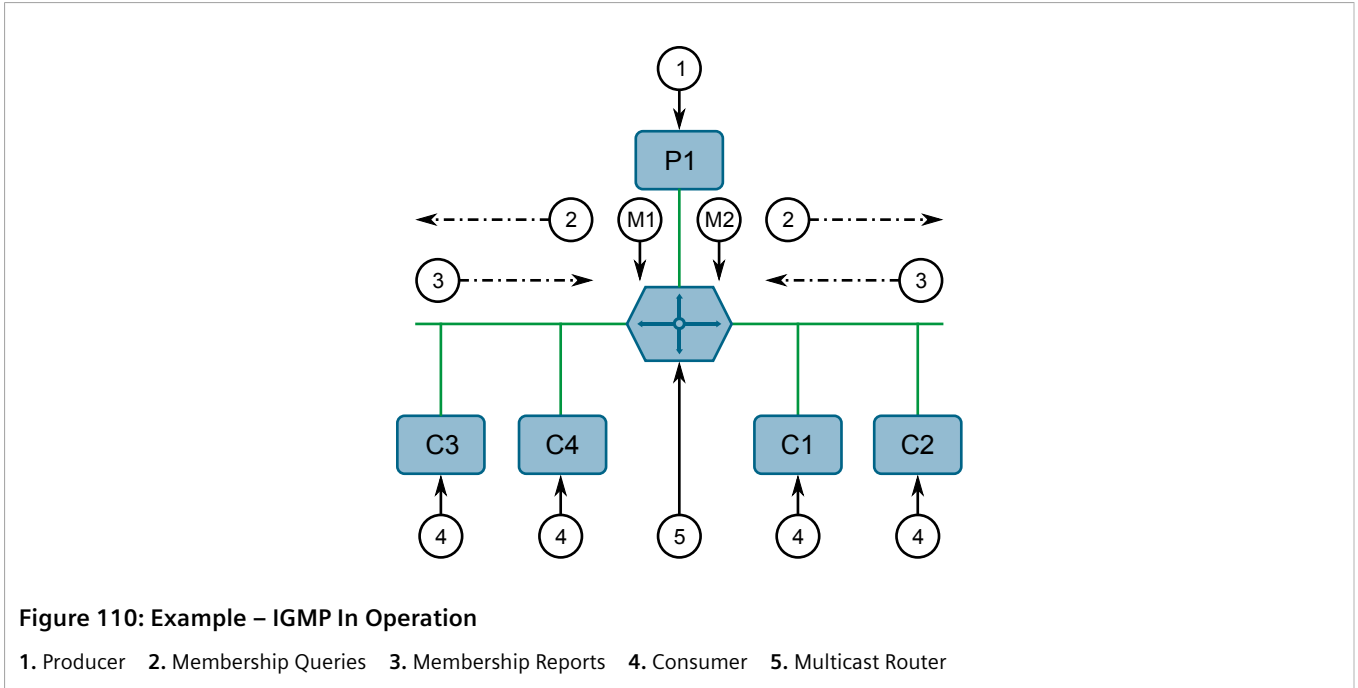 1
P1
2 M1 M2 2
3 3
C3 C4 C1 C2
4 4 5 4 4
Figure 110: Example – IGMP In Operation
1. Producer 2. Membership Queries 3. Membership Reports 4. Consumer 5. Multicast Router